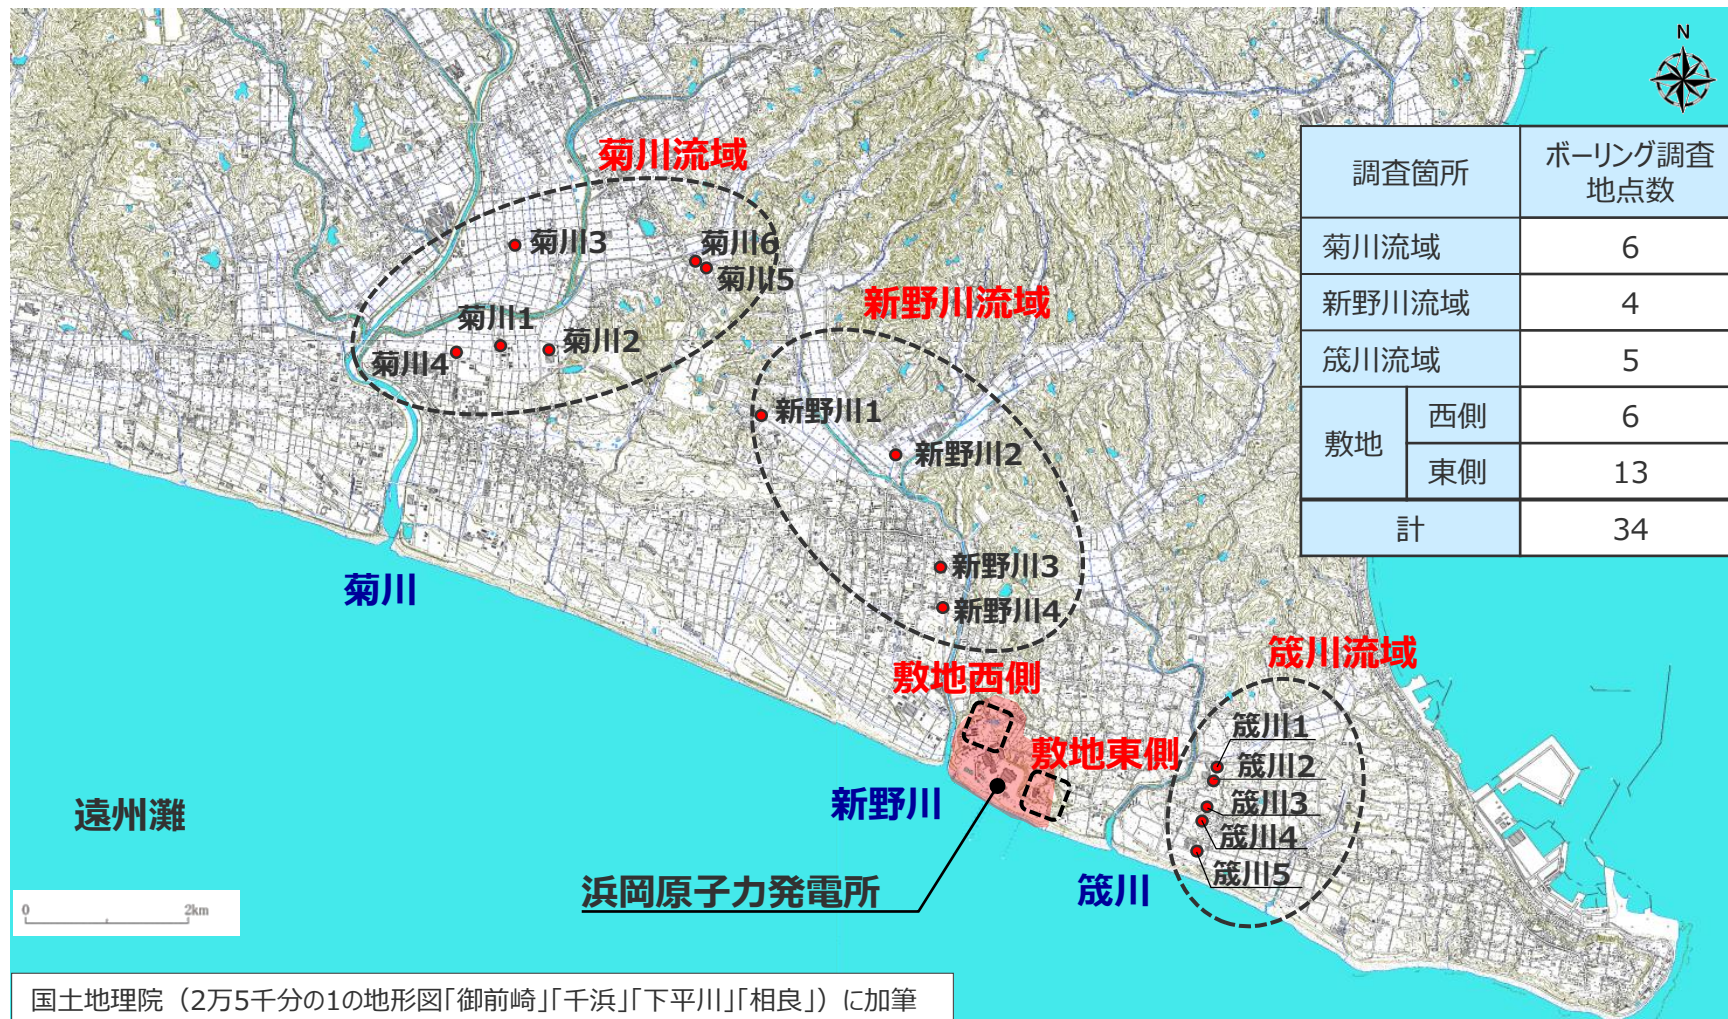 N
調査箇所
ボーリング調査
地点数
菊川流域
6
新野川流域
4
筬川流域
5
敷地
西側
6
東側
13
計
34
菊川流域
菊川3
菊川6
菊川5
菊川1
菊川2
菊川4
新野川流域
新野川1
新野川2
新野川3
新野川4
菊川
敷地西側
敷地東側
筬川流域
筬川1
筬川2
筬川3
筬川4
筬川5
新野川
筬川
遠州灘
浜岡原子力発電所
0
2km
国土地理院（2万5千分の1の地形図「御前崎」「千浜」「下平川」「相良」）に加筆